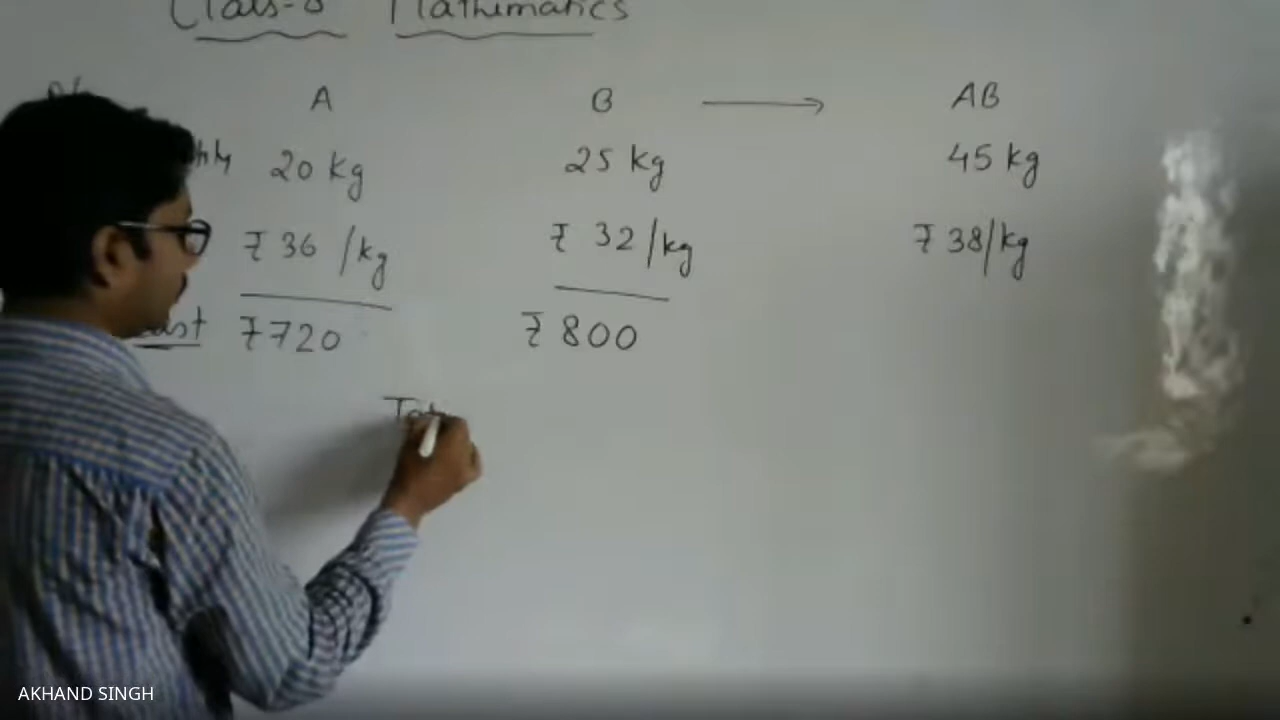 Class-8 Mathematics
A B → AB
20 kg 25 kg 45 kg
₹ 36 /kg ₹ 32 /kg ₹ 38/kg
₹ 720 ₹ 800
AKHAND SINGH